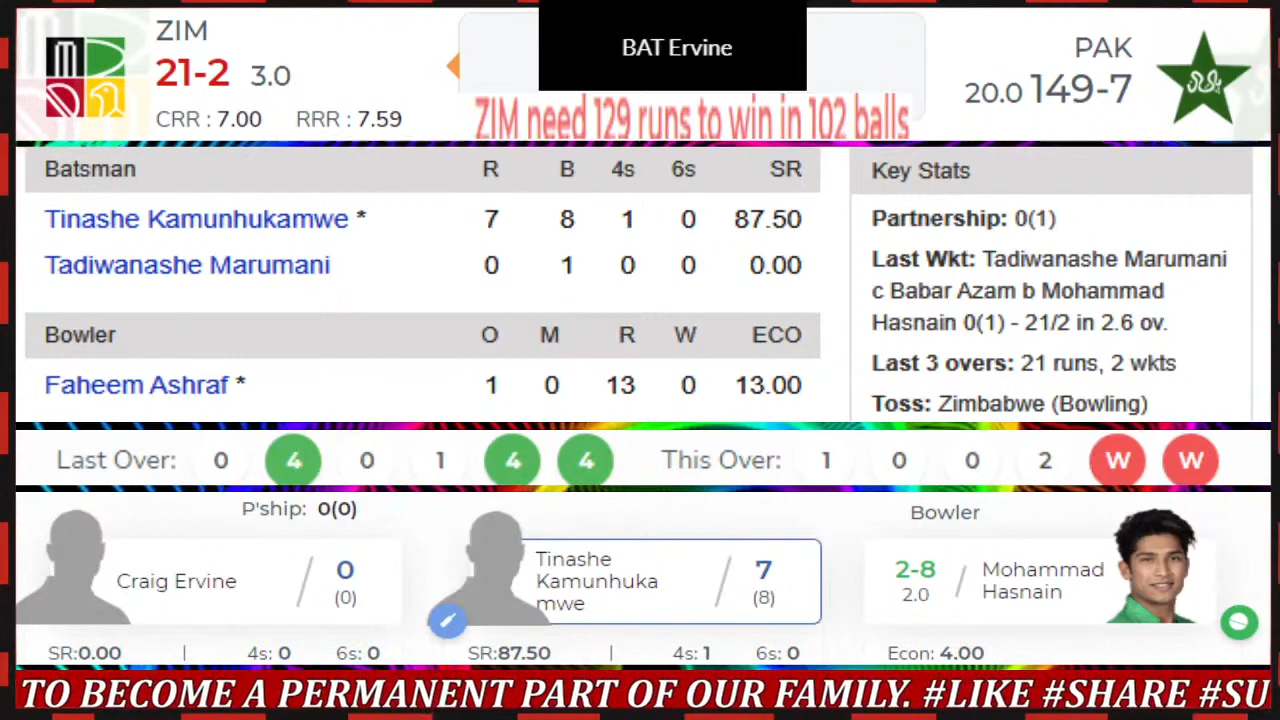 ZIM
21-2 3.0
CRR : 7.00 RRR : 7.59
BAT Ervine
ZIM need 129 runs to win in 102 balls
PAK
20.0 149-7
Batsman R B 4s 6s SR
Tinashe Kamunhukamwe * 7 8 1 0 87.50
Tadiwanashe Marumani 0 1 0 0 0.00
Bowler O M R W ECO
Faheem Ashraf * 1 0 13 0 13.00
Key Stats
Partnership: 0(1)
Last Wkt: Tadiwanashe Marumani
c Babar Azam b Mohammad
Hasnain 0(1) - 21/2 in 2.6 ov.
Last 3 overs: 21 runs, 2 wkts
Toss: Zimbabwe (Bowling)
Last Over: 0 4 0 1 4 4 This Over: 1 0 0 2 W W
P'ship: 0(0)
Craig Ervine 0
(0)
SR:0.00 | 4s: 0 6s: 0
Tinashe
Kamunhuka
mwe
7
(8)
SR:87.50 | 4s: 1 6s: 0
Bowler
2-8
2.0
Mohammad
Hasnain
Econ: 4.00
TO BECOME A PERMANENT PART OF OUR FAMILY. #LIKE #SHARE #SU